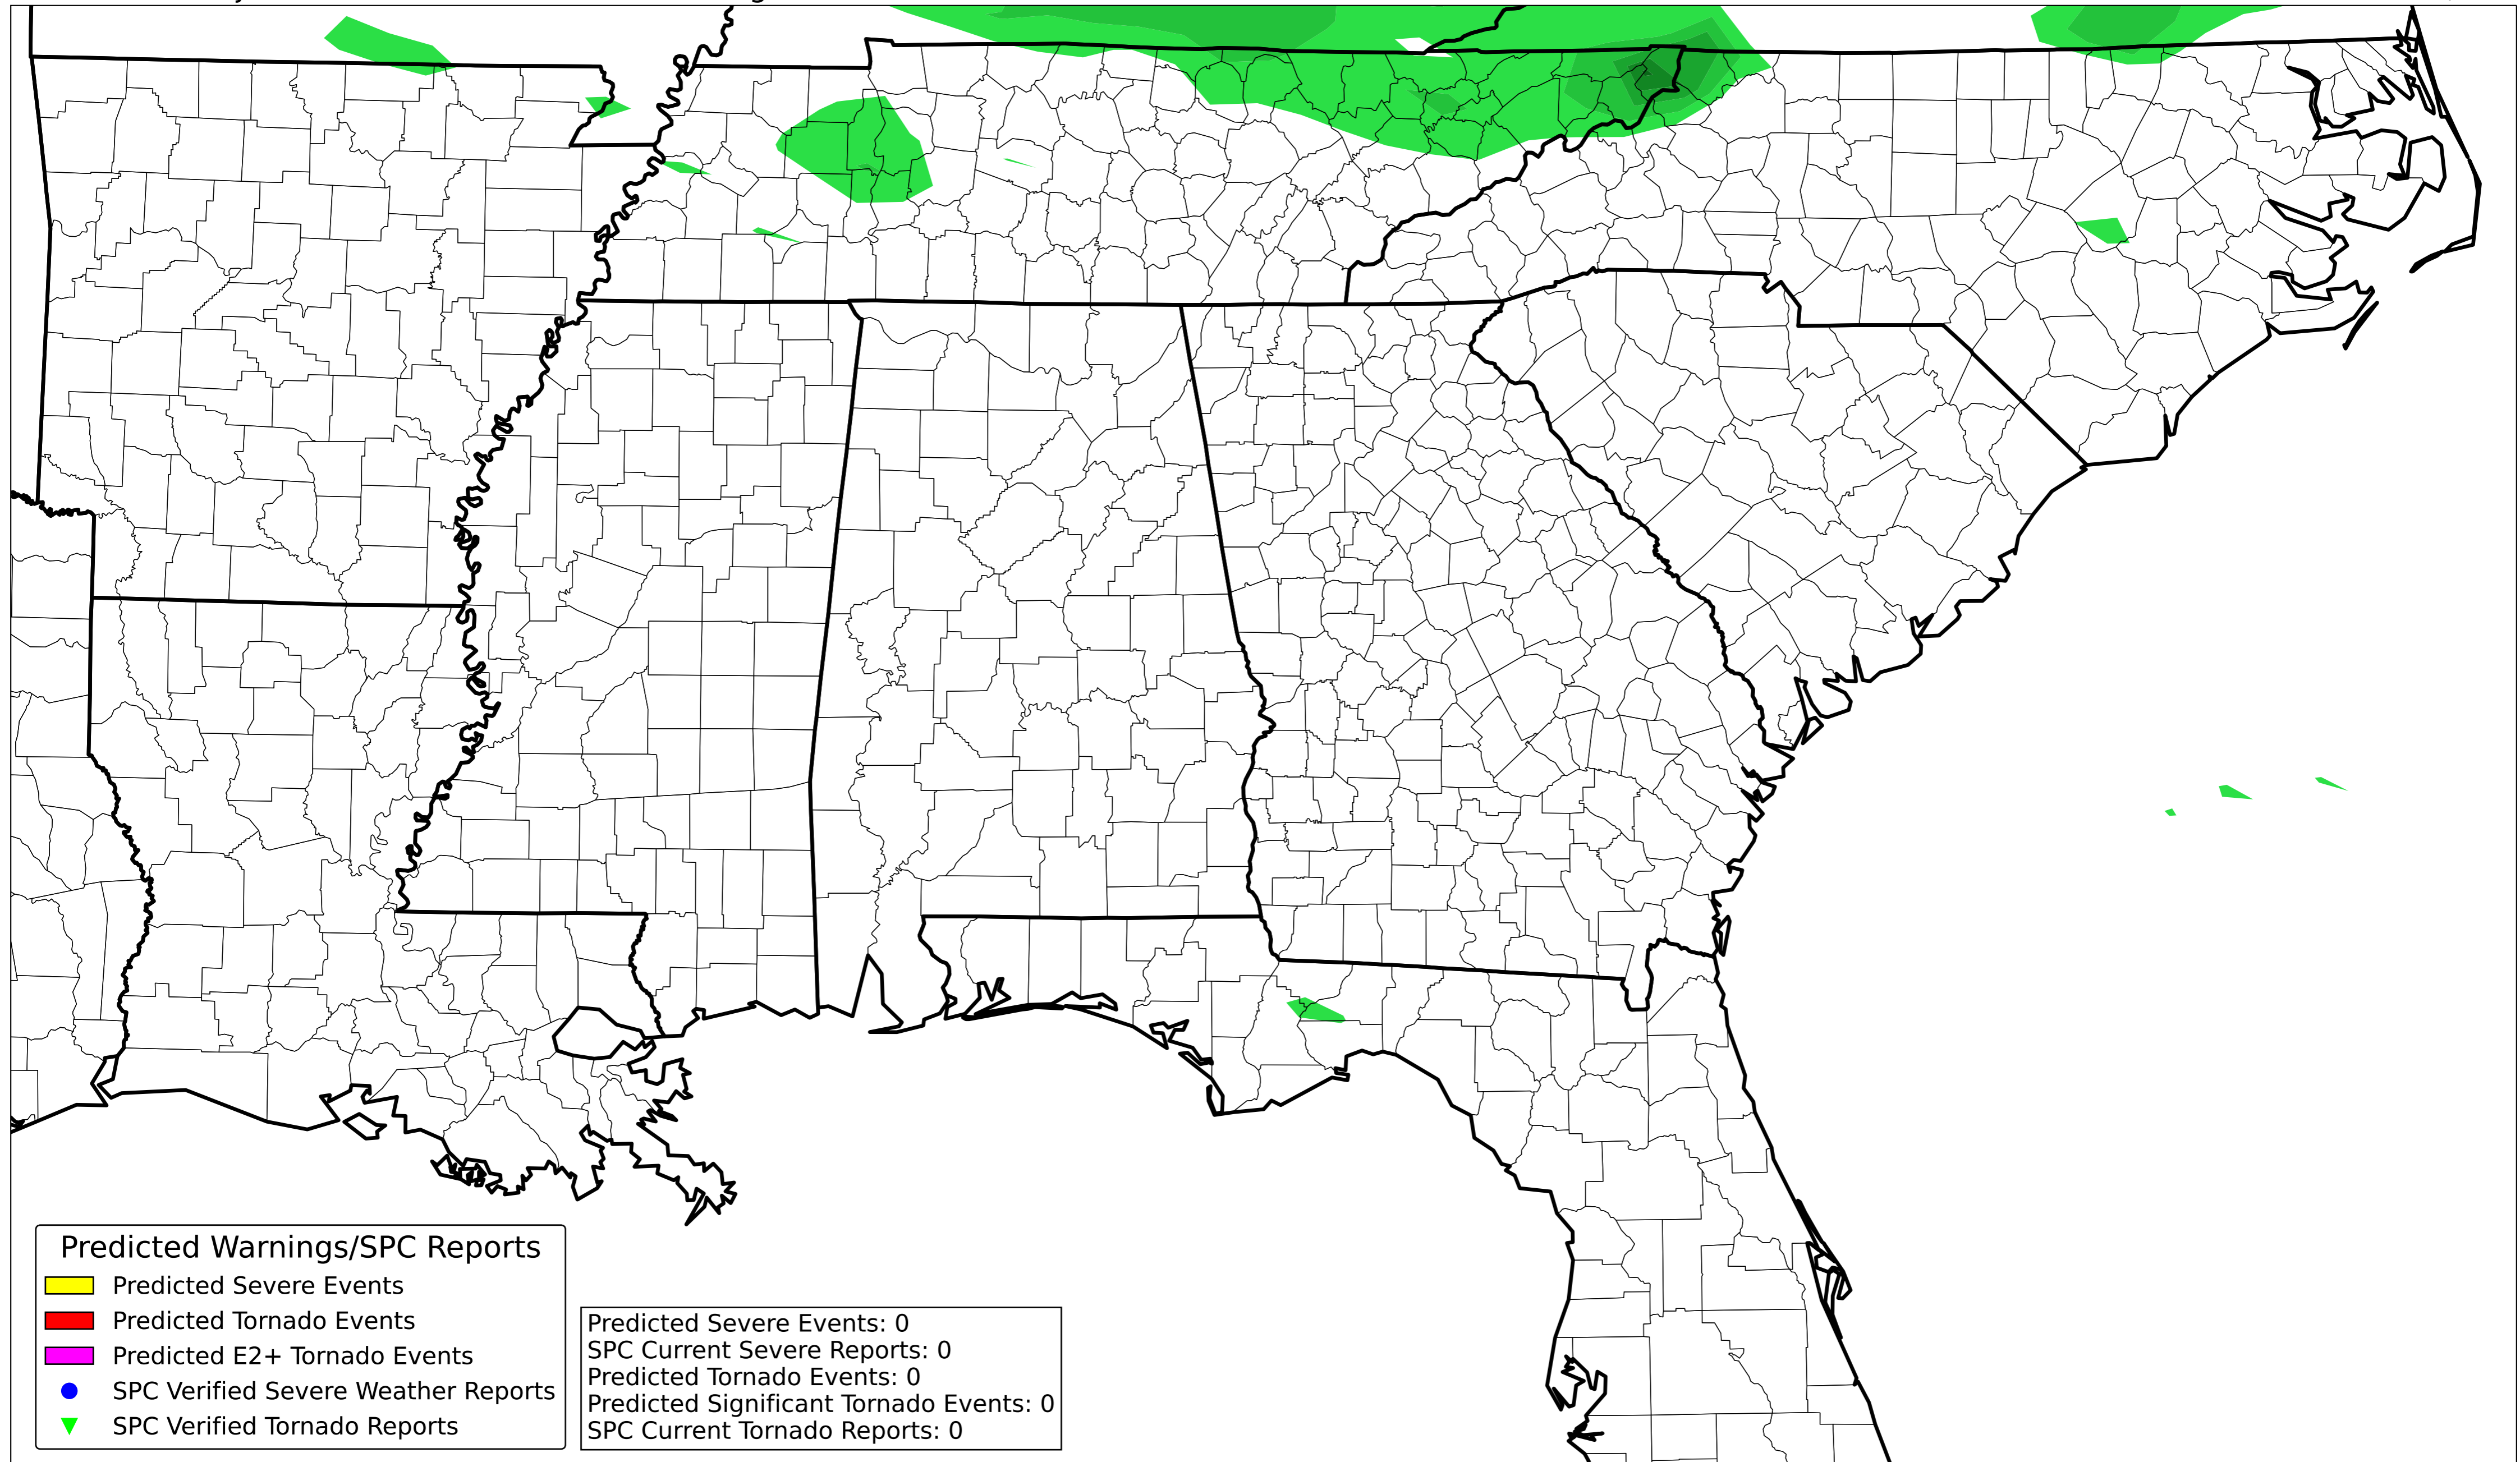 Predicted Warnings/SPC Reports
Predicted Severe Events
Predicted Tornado Events
Predicted E2+ Tornado Events
SPC Verified Severe Weather Reports
SPC Verified Tornado Reports
Predicted Severe Events: 0
SPC Current Severe Reports: 0
Predicted Tornado Events: 0
Predicted Significant Tornado Events: 0
SPC Current Tornado Reports: 0